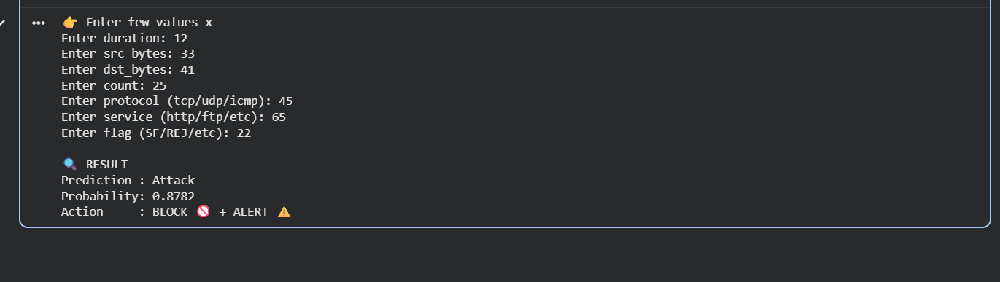 👉 Enter few values x
Enter duration: 12
Enter src_bytes: 33
Enter dst_bytes: 41
Enter count: 25
Enter protocol (tcp/udp/icmp): 45
Enter service (http/ftp/etc): 65
Enter flag (SF/REJ/etc): 22
🔍 RESULT
Prediction : Attack
Probability: 0.8782
Action     : BLOCK 🚫 + ALERT ⚠️